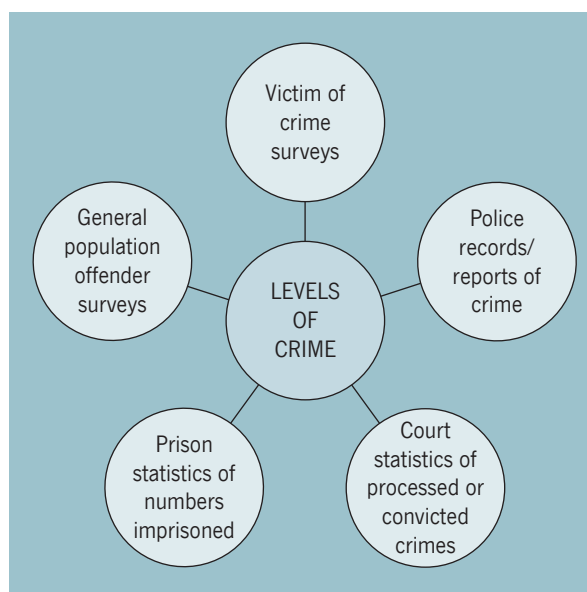 Victim of
crime
surveys
General
population
offender
surveys
Police
records/
reports of
crime
LEVELS
OF
CRIME
Prison
statistics of
numbers
imprisoned
Court
statistics of
processed or
convicted
crimes